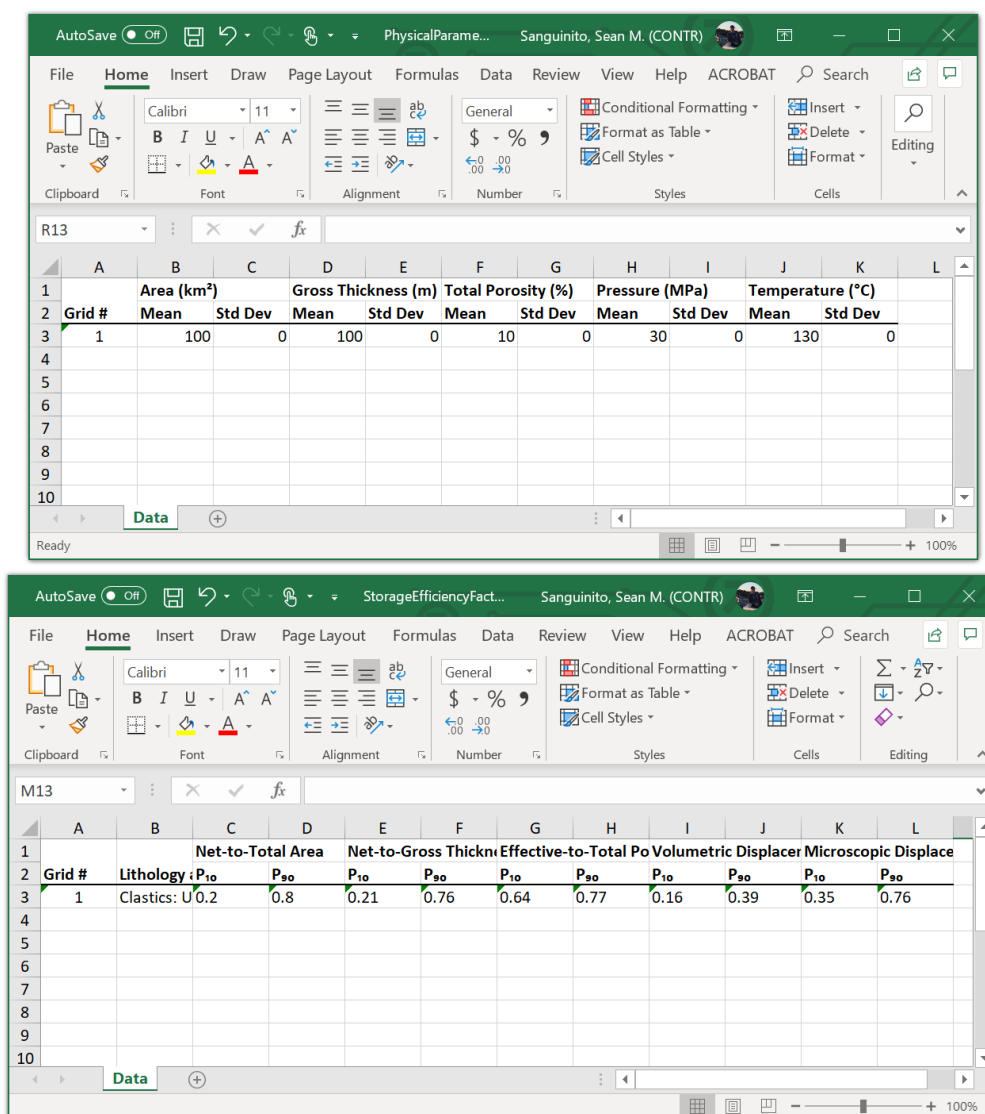 AutoSave Off PhysicalParame... Sanguinito, Sean M. (CONTR)
File Home Insert Draw Page Layout Formulas Data Review View Help ACROBAT Search
Calibri 11 ab General Conditional Formatting Insert
Paste B I U A A $ % Format as Table Delete Editing
Cell Styles Format
Clipboard Font Alignment Number Styles Cells
R13 fx
A B C D E F G H I J K L
1 Area (km²) Gross Thickness (m) Total Porosity (%) Pressure (MPa) Temperature (°C)
2 Grid # Mean Std Dev Mean Std Dev Mean Std Dev Mean Std Dev Mean Std Dev
3 1 100 0 100 0 10 0 30 0 130 0
4
5
6
7
8
9
10
Data
Ready 100%
AutoSave Off StorageEfficiencyFact... Sanguinito, Sean M. (CONTR)
File Home Insert Draw Page Layout Formulas Data Review View Help ACROBAT Search
Calibri 11 ab General Conditional Formatting Insert
Paste B I U A A $ % Format as Table Delete
Cell Styles Format
Clipboard Font Alignment Number Styles Cells Editing
M13 fx
A B C D E F G H I J K L
1 Net-to-Total Area Net-to-Gross Thickn Effective-to-Total Po Volumetric Displacer Microscopic Displace
2 Grid # Lithology a P₁₀ P₉₀ P₁₀ P₉₀ P₁₀ P₉₀ P₁₀ P₉₀ P₁₀ P₉₀
3 1 Clastics: U 0.2 0.8 0.21 0.76 0.64 0.77 0.16 0.39 0.35 0.76
4
5
6
7
8
9
10
Data
100%